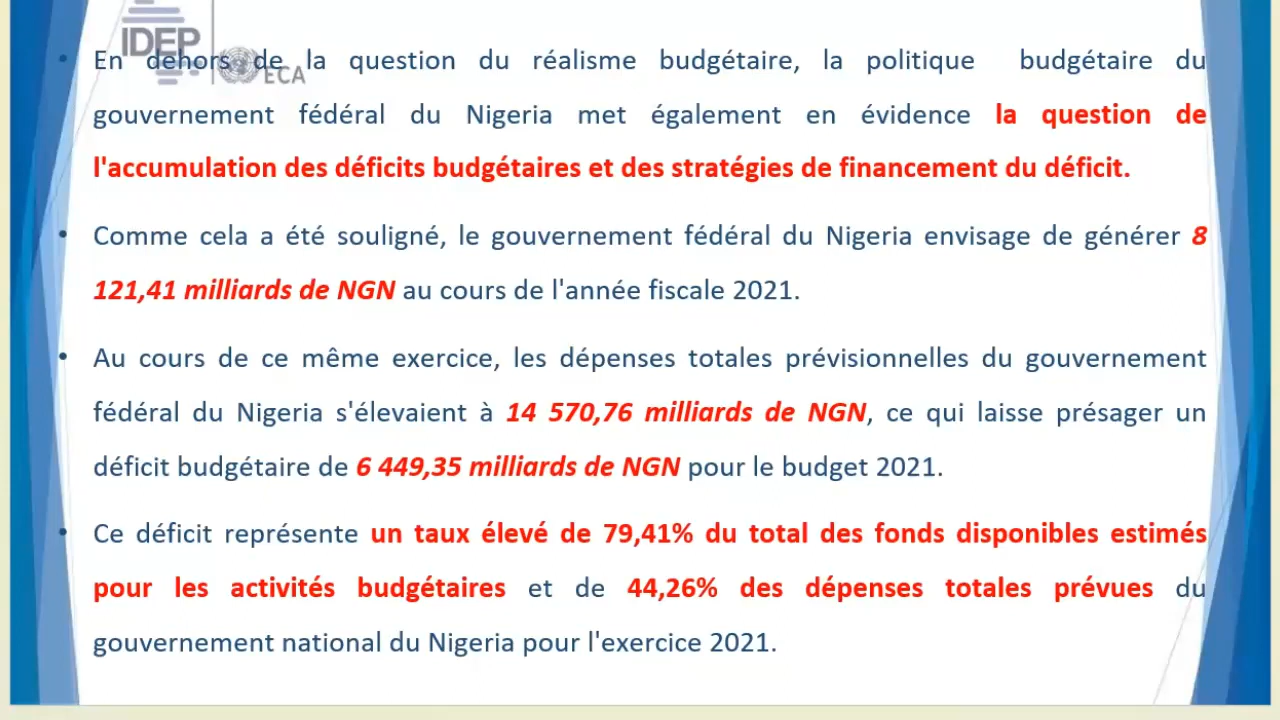 IDEP
ECA
• En dehors de la question du réalisme budgétaire, la politique budgétaire du
gouvernement fédéral du Nigeria met également en évidence la question de
l'accumulation des déficits budgétaires et des stratégies de financement du déficit.
• Comme cela a été souligné, le gouvernement fédéral du Nigeria envisage de générer 8
121,41 milliards de NGN au cours de l'année fiscale 2021.
• Au cours de ce même exercice, les dépenses totales prévisionnelles du gouvernement
fédéral du Nigeria s'élevaient à 14 570,76 milliards de NGN, ce qui laisse présager un
déficit budgétaire de 6 449,35 milliards de NGN pour le budget 2021.
• Ce déficit représente un taux élevé de 79,41% du total des fonds disponibles estimés
pour les activités budgétaires et de 44,26% des dépenses totales prévues du
gouvernement national du Nigeria pour l'exercice 2021.